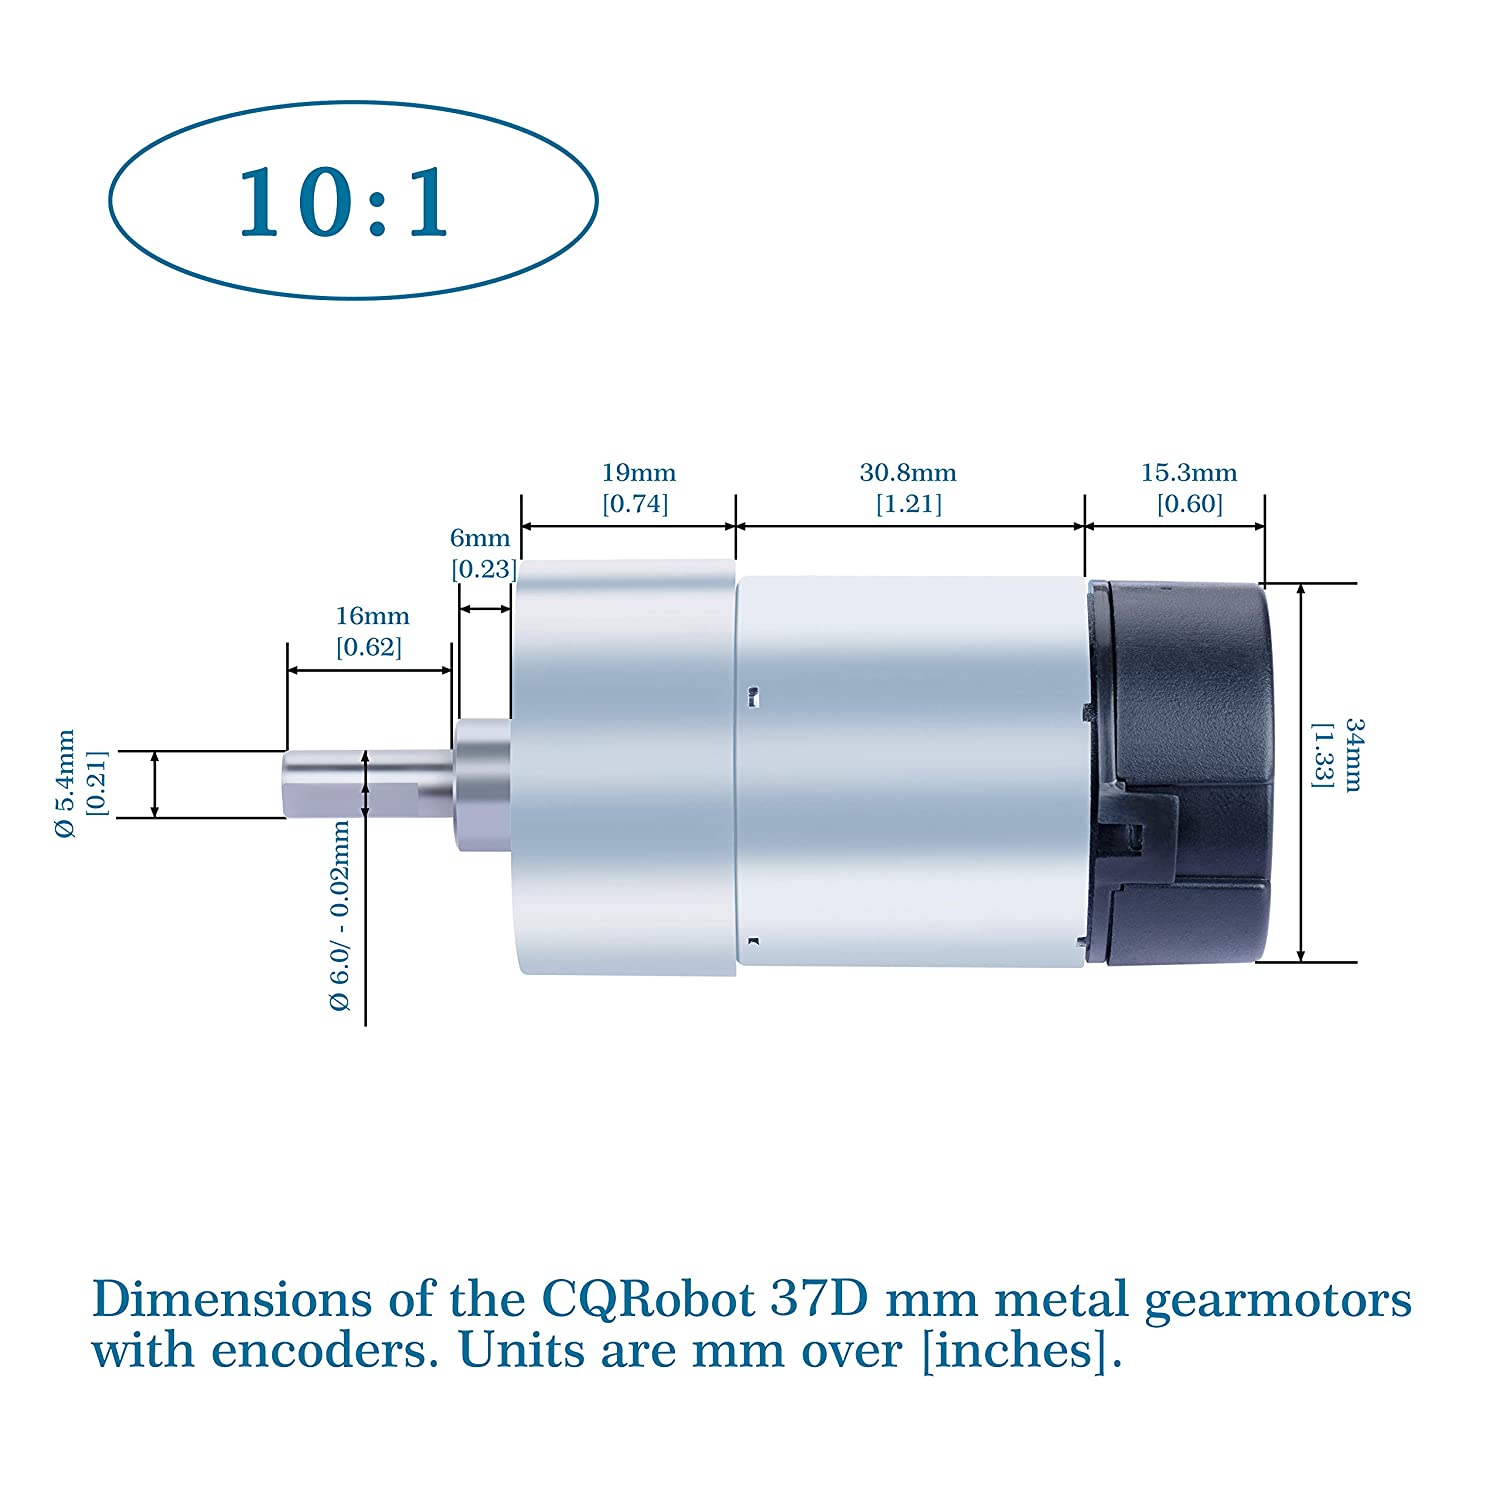 10:1
19mm
[0.74]
30.8mm
[1.21]
15.3mm
[0.60]
6mm
[0.23]
16mm
[0.62]
34mm
[1.33]
Ø 5.4mm
[0.21]
Ø 6.0/ - 0.02mm
Dimensions of the CQRobot 37D mm metal gearmotors
with encoders. Units are mm over [inches].